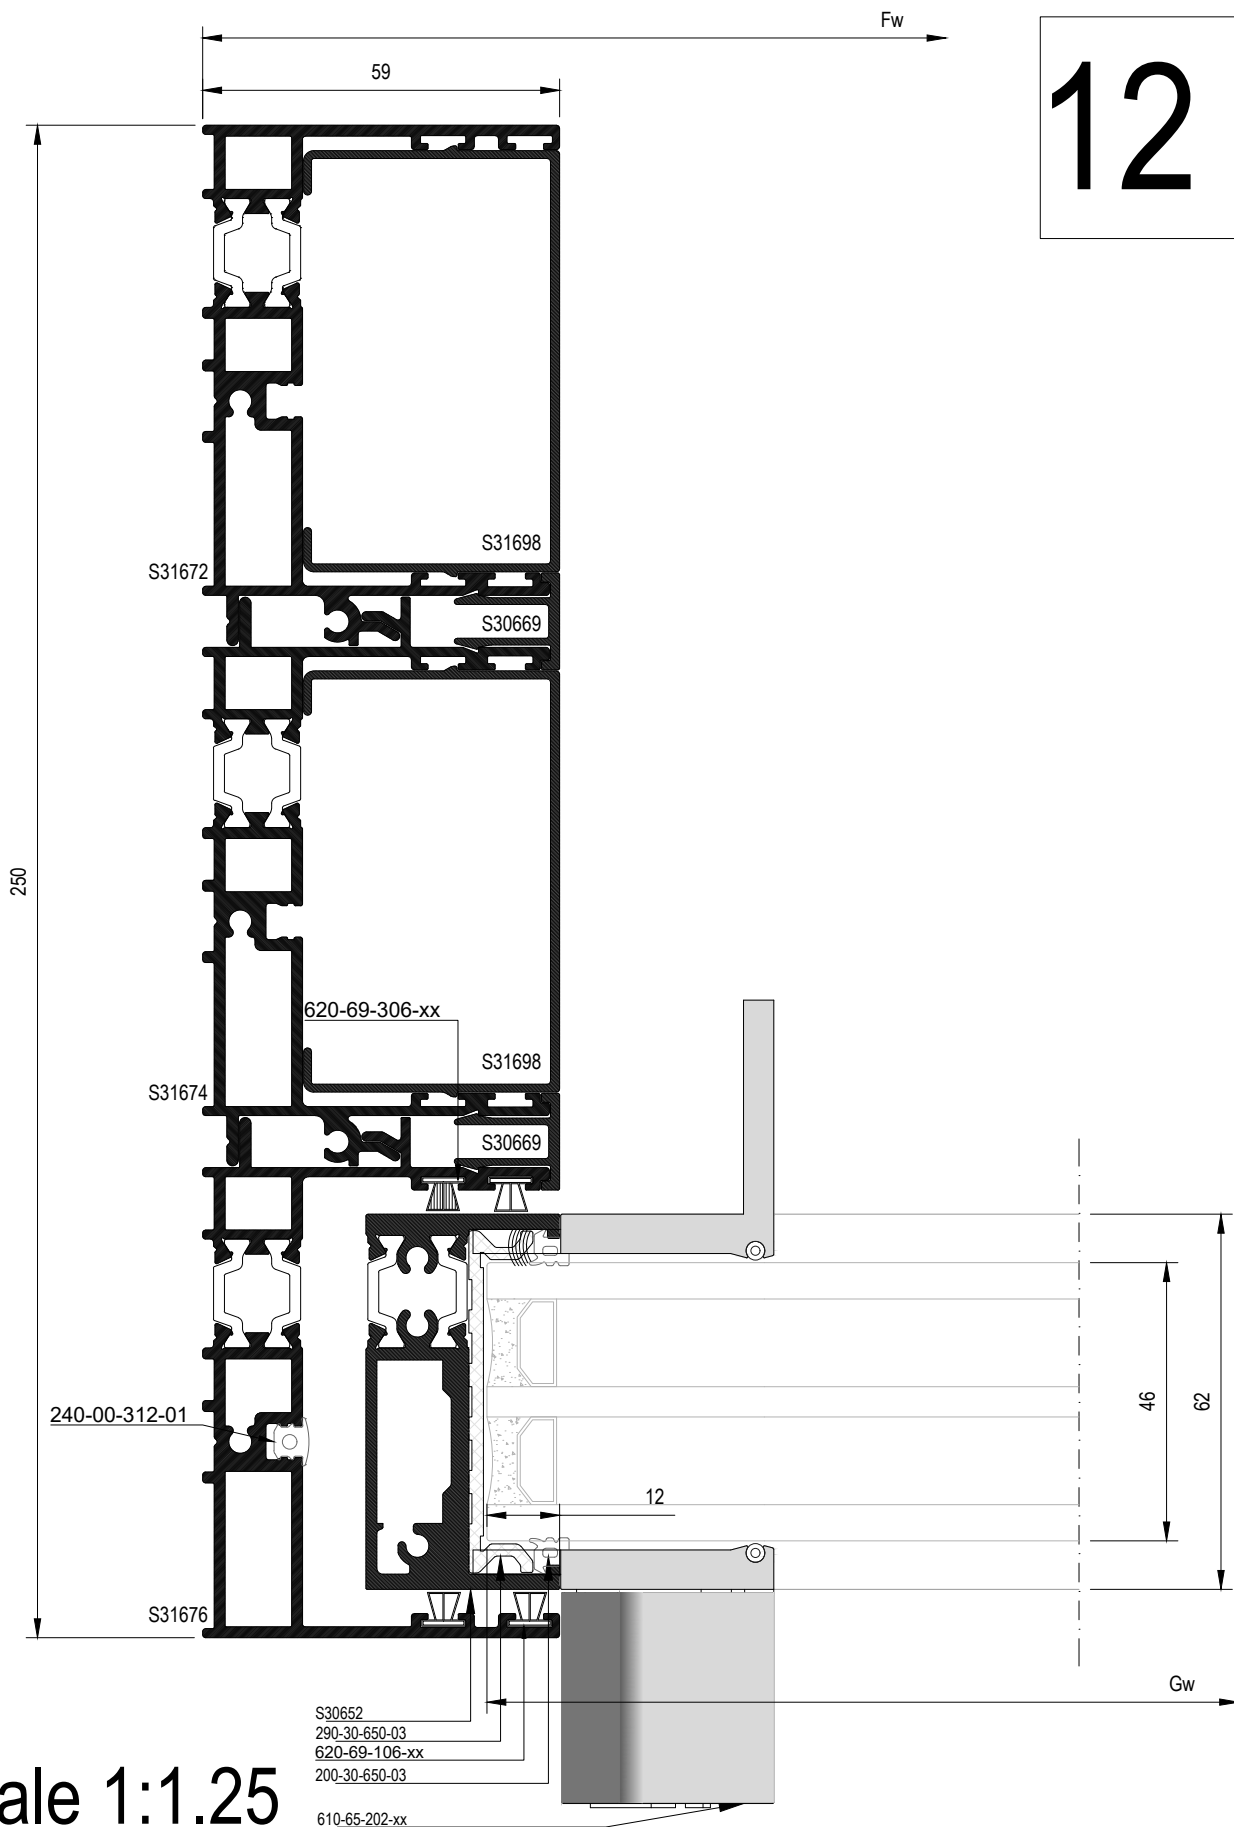 Fw
59
12
250
S31698
S31672
S30669
620-69-306-xx
S31698
S31674
S30669
240-00-312-01
46
62
12
S31676
Gw
S30652
290-30-650-03
620-69-106-xx
200-30-650-03
ale 1:1.25
610-65-202-xx